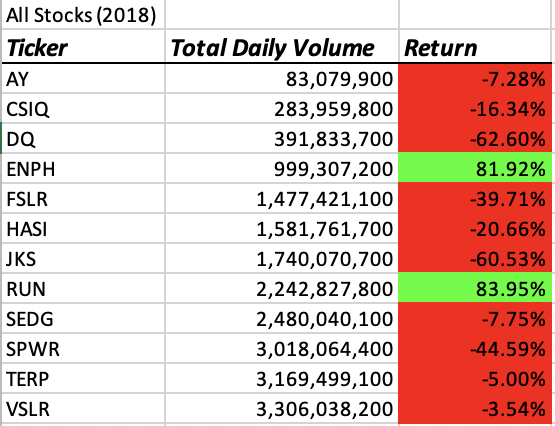 All Stocks (2018)
Ticker Total Daily Volume Return
AY 83,079,900 -7.28%
CSIQ 283,959,800 -16.34%
DQ 391,833,700 -62.60%
ENPH 999,307,200 81.92%
FSLR 1,477,421,100 -39.71%
HASI 1,581,761,700 -20.66%
JKS 1,740,070,700 -60.53%
RUN 2,242,827,800 83.95%
SEDG 2,480,040,100 -7.75%
SPWR 3,018,064,400 -44.59%
TERP 3,169,499,100 -5.00%
VSLR 3,306,038,200 -3.54%